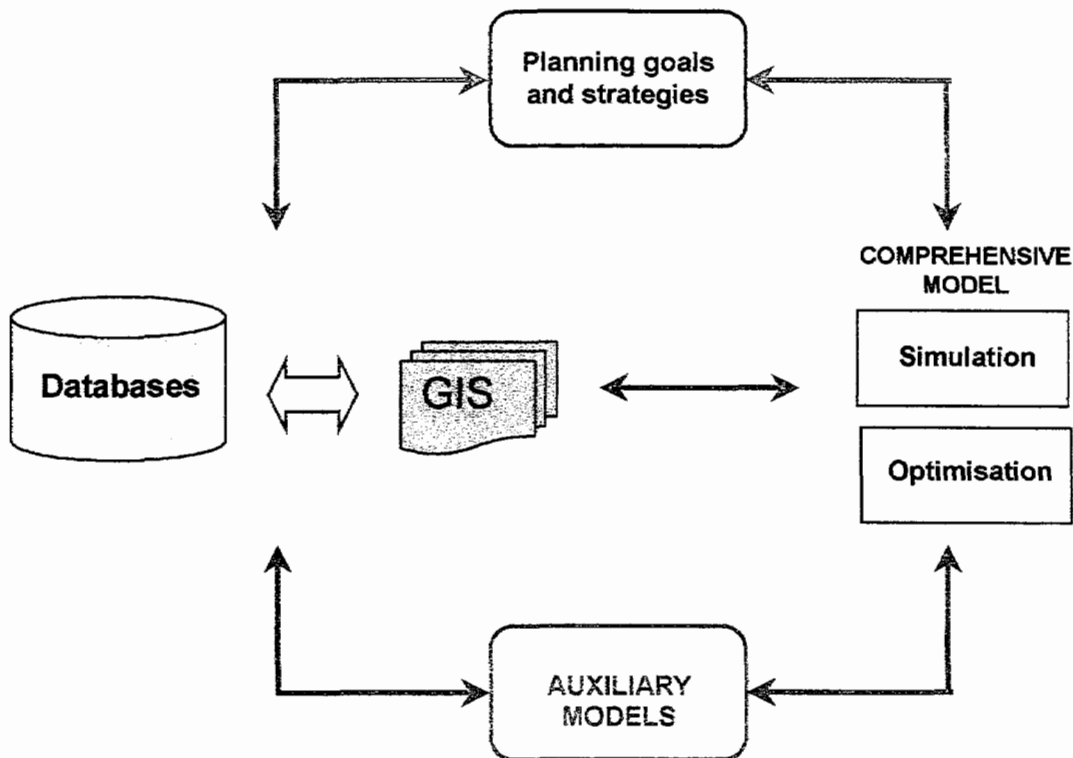 Planning goals
and strategies
COMPREHENSIVE
MODEL
Databases
GIS
Simulation
Optimisation
AUXILIARY
MODELS